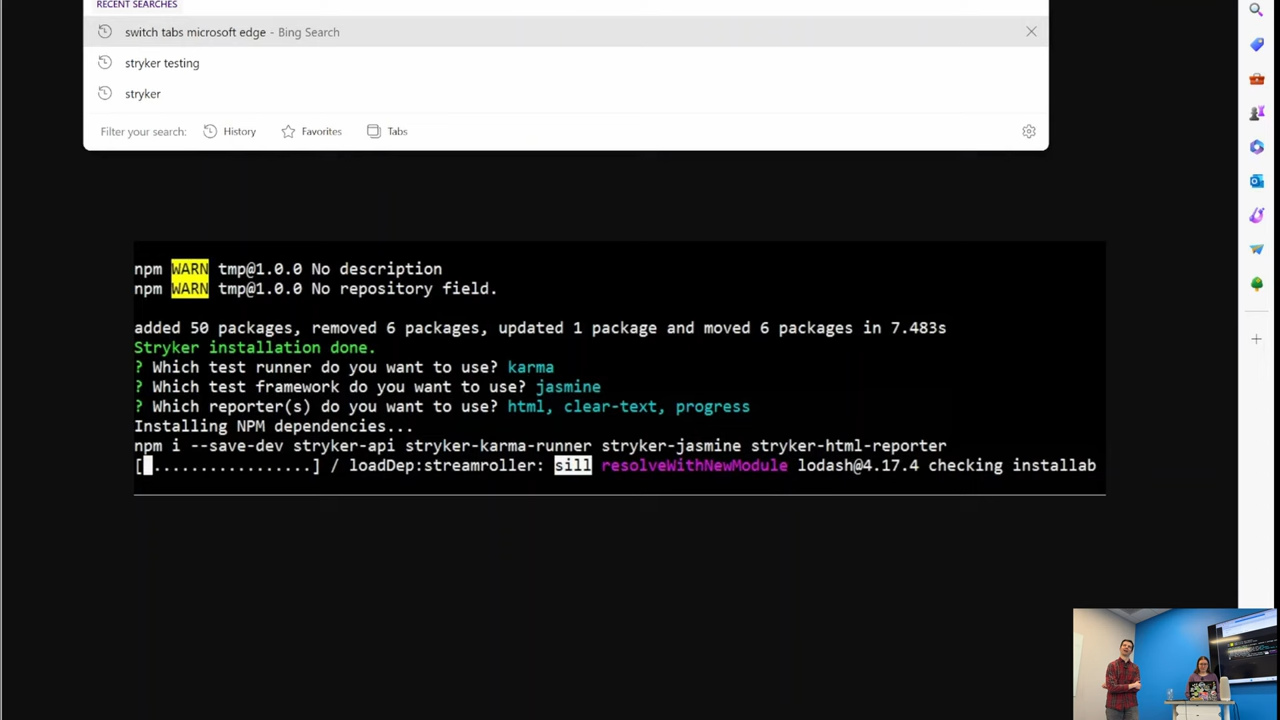 RECENT SEARCHES
switch tabs microsoft edge - Bing Search
stryker testing
stryker
Filter your search: History Favorites Tabs
npm WARN tmp@1.0.0 No description
npm WARN tmp@1.0.0 No repository field.
added 50 packages, removed 6 packages, updated 1 package and moved 6 packages in 7.483s
Stryker installation done.
? Which test runner do you want to use? karma
? Which test framework do you want to use? jasmine
? Which reporter(s) do you want to use? html, clear-text, progress
Installing NPM dependencies...
npm i --save-dev stryker-api stryker-karma-runner stryker-jasmine stryker-html-reporter
[ .................] / loadDep:streamroller: sill resolveWithNewModule lodash@4.17.4 checking installab